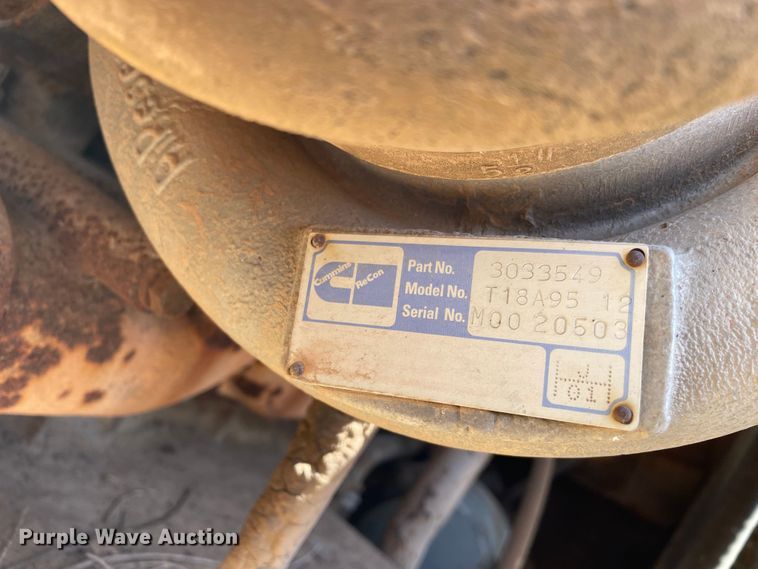 Cummins
ReCon
Part No. 3033549
Model No. T18A95 12
Serial No. M00 20503
J
01
Purple Wave Auction